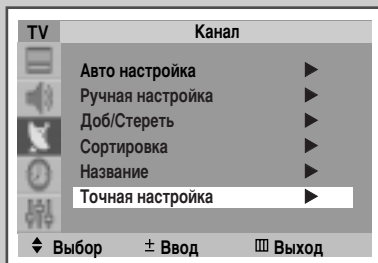 TV Канал
Авто настройка
Ручная настройка
Доб/Стереть
Сортировка
Название
Точная настройка
Выбор ± Ввод Выход